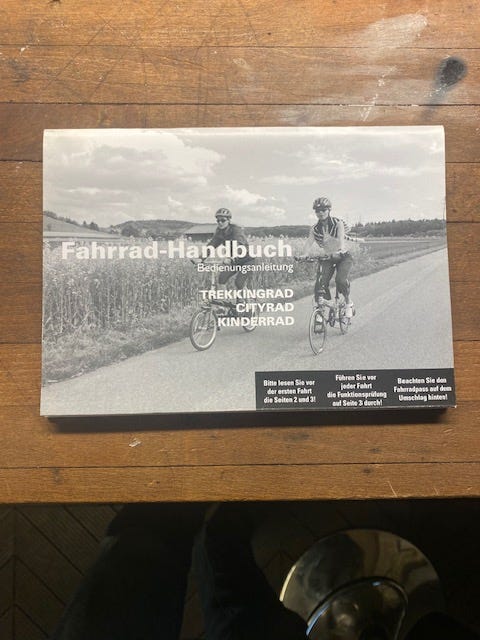 Fahrrad-Handbuch
Bedienungsanleitung
TREKKINGRAD
CITYRAD
KINDERRAD
Bitte lesen Sie vor
der ersten Fahrt
die Seiten 2 und 3!
Führen Sie vor
jeder Fahrt
die Funktionsprüfung
auf Seite 3 durch!
Beachten Sie den
Fahrradpass auf dem
Umschlag hinten!